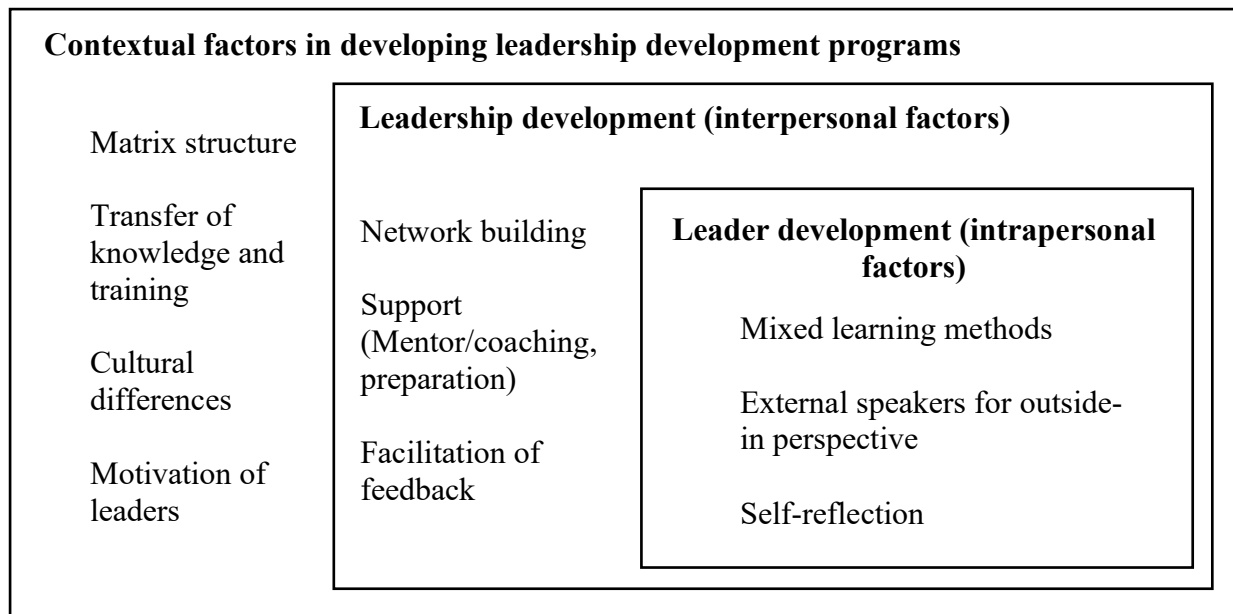 Contextual factors in developing leadership development programs
Matrix structure
Transfer of
knowledge and
training
Cultural
differences
Motivation of
leaders
Leadership development (interpersonal factors)
Network building
Support
(Mentor/coaching,
preparation)
Facilitation of
feedback
Leader development (intrapersonal
factors)
Mixed learning methods
External speakers for outside-
in perspective
Self-reflection